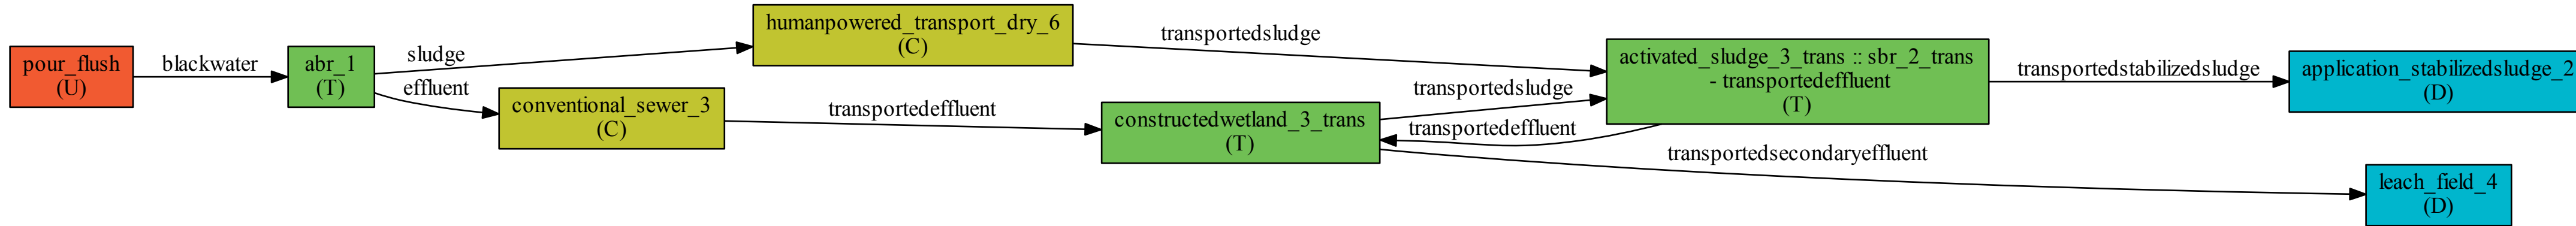 pour_flush
(U)
blackwater
abr_1
(T)
sludge
effluent
humanpowered_transport_dry_6
(C)
conventional_sewer_3
(C)
transportedsludge
transportedeffluent
constructedwetland_3_trans
(T)
transportedsludge
transportedeffluent
activated_sludge_3_trans :: sbr_2_trans
- transportedeffluent
(T)
transportedsecondaryeffluent
transportedstabilizedsludge
application_stabilizedsludge_2
(D)
leach_field_4
(D)